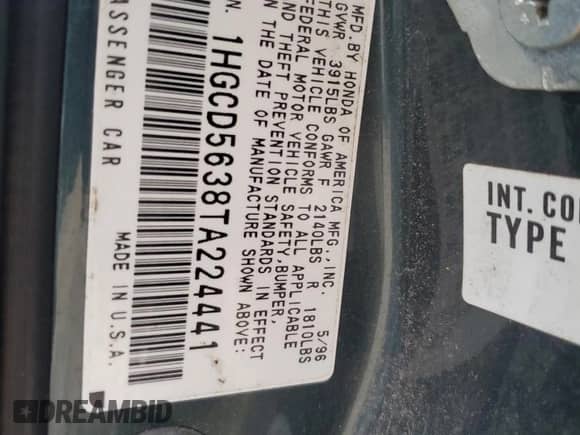 MFD. BY HONDA OF AMERICA MFG., INC. 5/96
GVWR 3915LBS GAWR F 2140LBS R 1810LBS
THIS VEHICLE CONFORMS TO ALL APPLICABLE
FEDERAL MOTOR VEHICLE SAFETY, BUMPER,
AND THEFT PREVENTION STANDARDS IN EFFECT
ON THE DATE OF MANUFACTURE SHOWN ABOVE:
1HGCD5638TA224441
PASSENGER CAR MADE IN U.S.A.
INT. CO
TYPE
DREAMBID